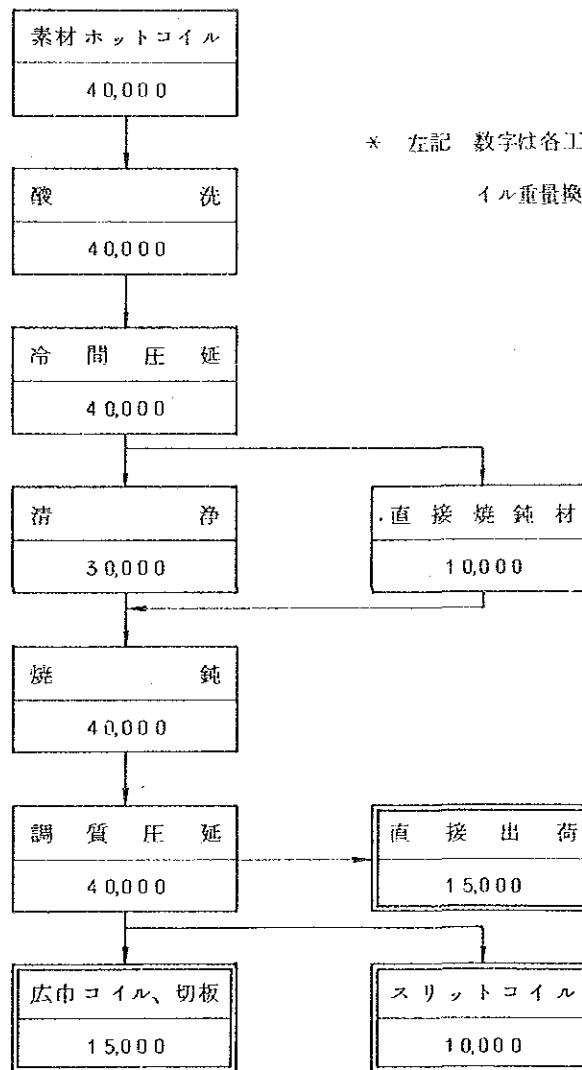 素材ホットコイル
40,000
* 左記 数字は各工
イル重量換
酸洗
40,000
冷間圧延
40,000
清浄
30,000
直接焼鈍材
10,000
焼鈍
40,000
調質圧延
40,000
直接出荷
15,000
広巾コイル、切板
15,000
スリットコイル
10,000